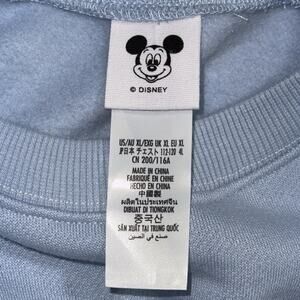 © DISNEY
US/AU XL/EXG UK XL EU XL
JP日本 チェスト 112-120 4L
CN 200/116A
MADE IN CHINA
FABRIQUÉ EN CHINE
HECHO EN CHINA
中國製
ผลิตในประเทศจีน
DIBUAT DI TIONGKOK
중국산
SẢN XUẤT TẠI TRUNG QUỐC
صنع في الصين